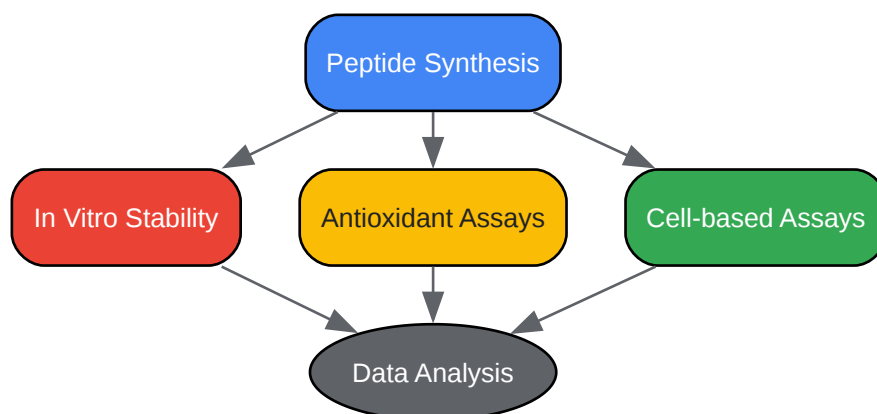 Peptide Synthesis
In Vitro Stability
Antioxidant Assays
Cell-based Assays
Data Analysis